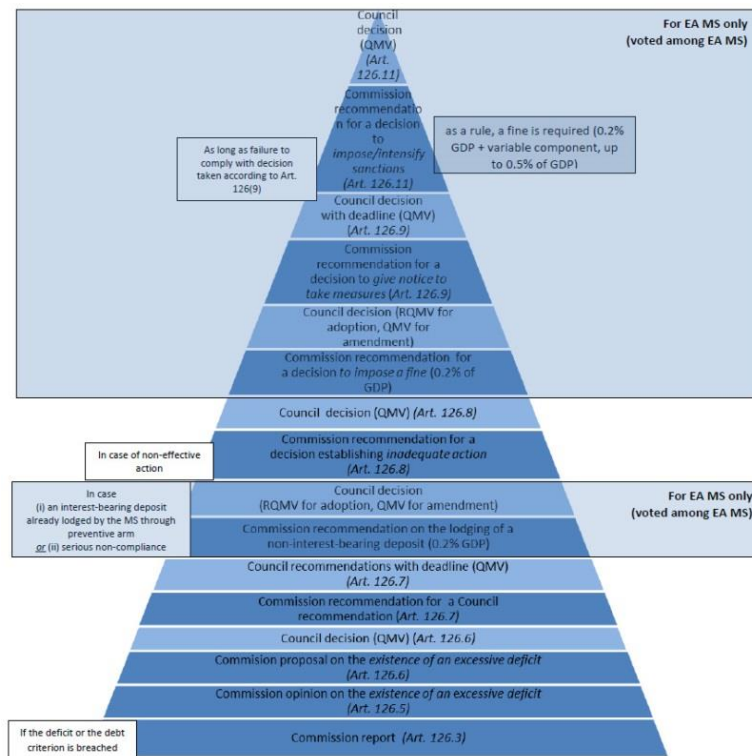 Council
decision
(QMV)
(Art.
126.11)
For EA MS only
(voted among EA MS)
Commission
recommendatio
n for a decision
to
impose/intensify
sanctions
(Art. 126.11)
As long as failure to
comply with decision
taken according to Art.
126(9)
as a rule, a fine is required (0.2%
GDP + variable component, up
to 0.5% of GDP)
Council decision
with deadline (QMV)
(Art. 126.9)
Commission
recommendation for a
decision to give notice to
take measures (Art. 126.9)
Council decision (RQMV for
adoption, QMV for
amendment)
Commission recommendation for
a decision to impose a fine (0.2% of
GDP)
Council decision (QMV) (Art. 126.8)
In case of non-effective
action
Commission recommendation for a
decision establishing inadequate action
(Art. 126.8)
In case
(i) an interest-bearing deposit
already lodged by the MS through
preventive arm
or (ii) serious non-compliance
Council decision
(RQMV for adoption, QMV for amendment)
For EA MS only
(voted among EA MS)
Commission recommendation on the lodging of a
non-interest-bearing deposit (0.2% GDP)
Council recommendations with deadline (QMV)
(Art. 126.7)
Commission recommendation for a Council
recommendation (Art. 126.7)
Council decision (QMV) (Art. 126.6)
Commision proposal on the existence of an excessive deficit
(Art. 126.6)
Commission opinion on the existence of an excessive deficit
(Art. 126.5)
If the deficit or the debt
criterion is breached
Commission report (Art. 126.3)